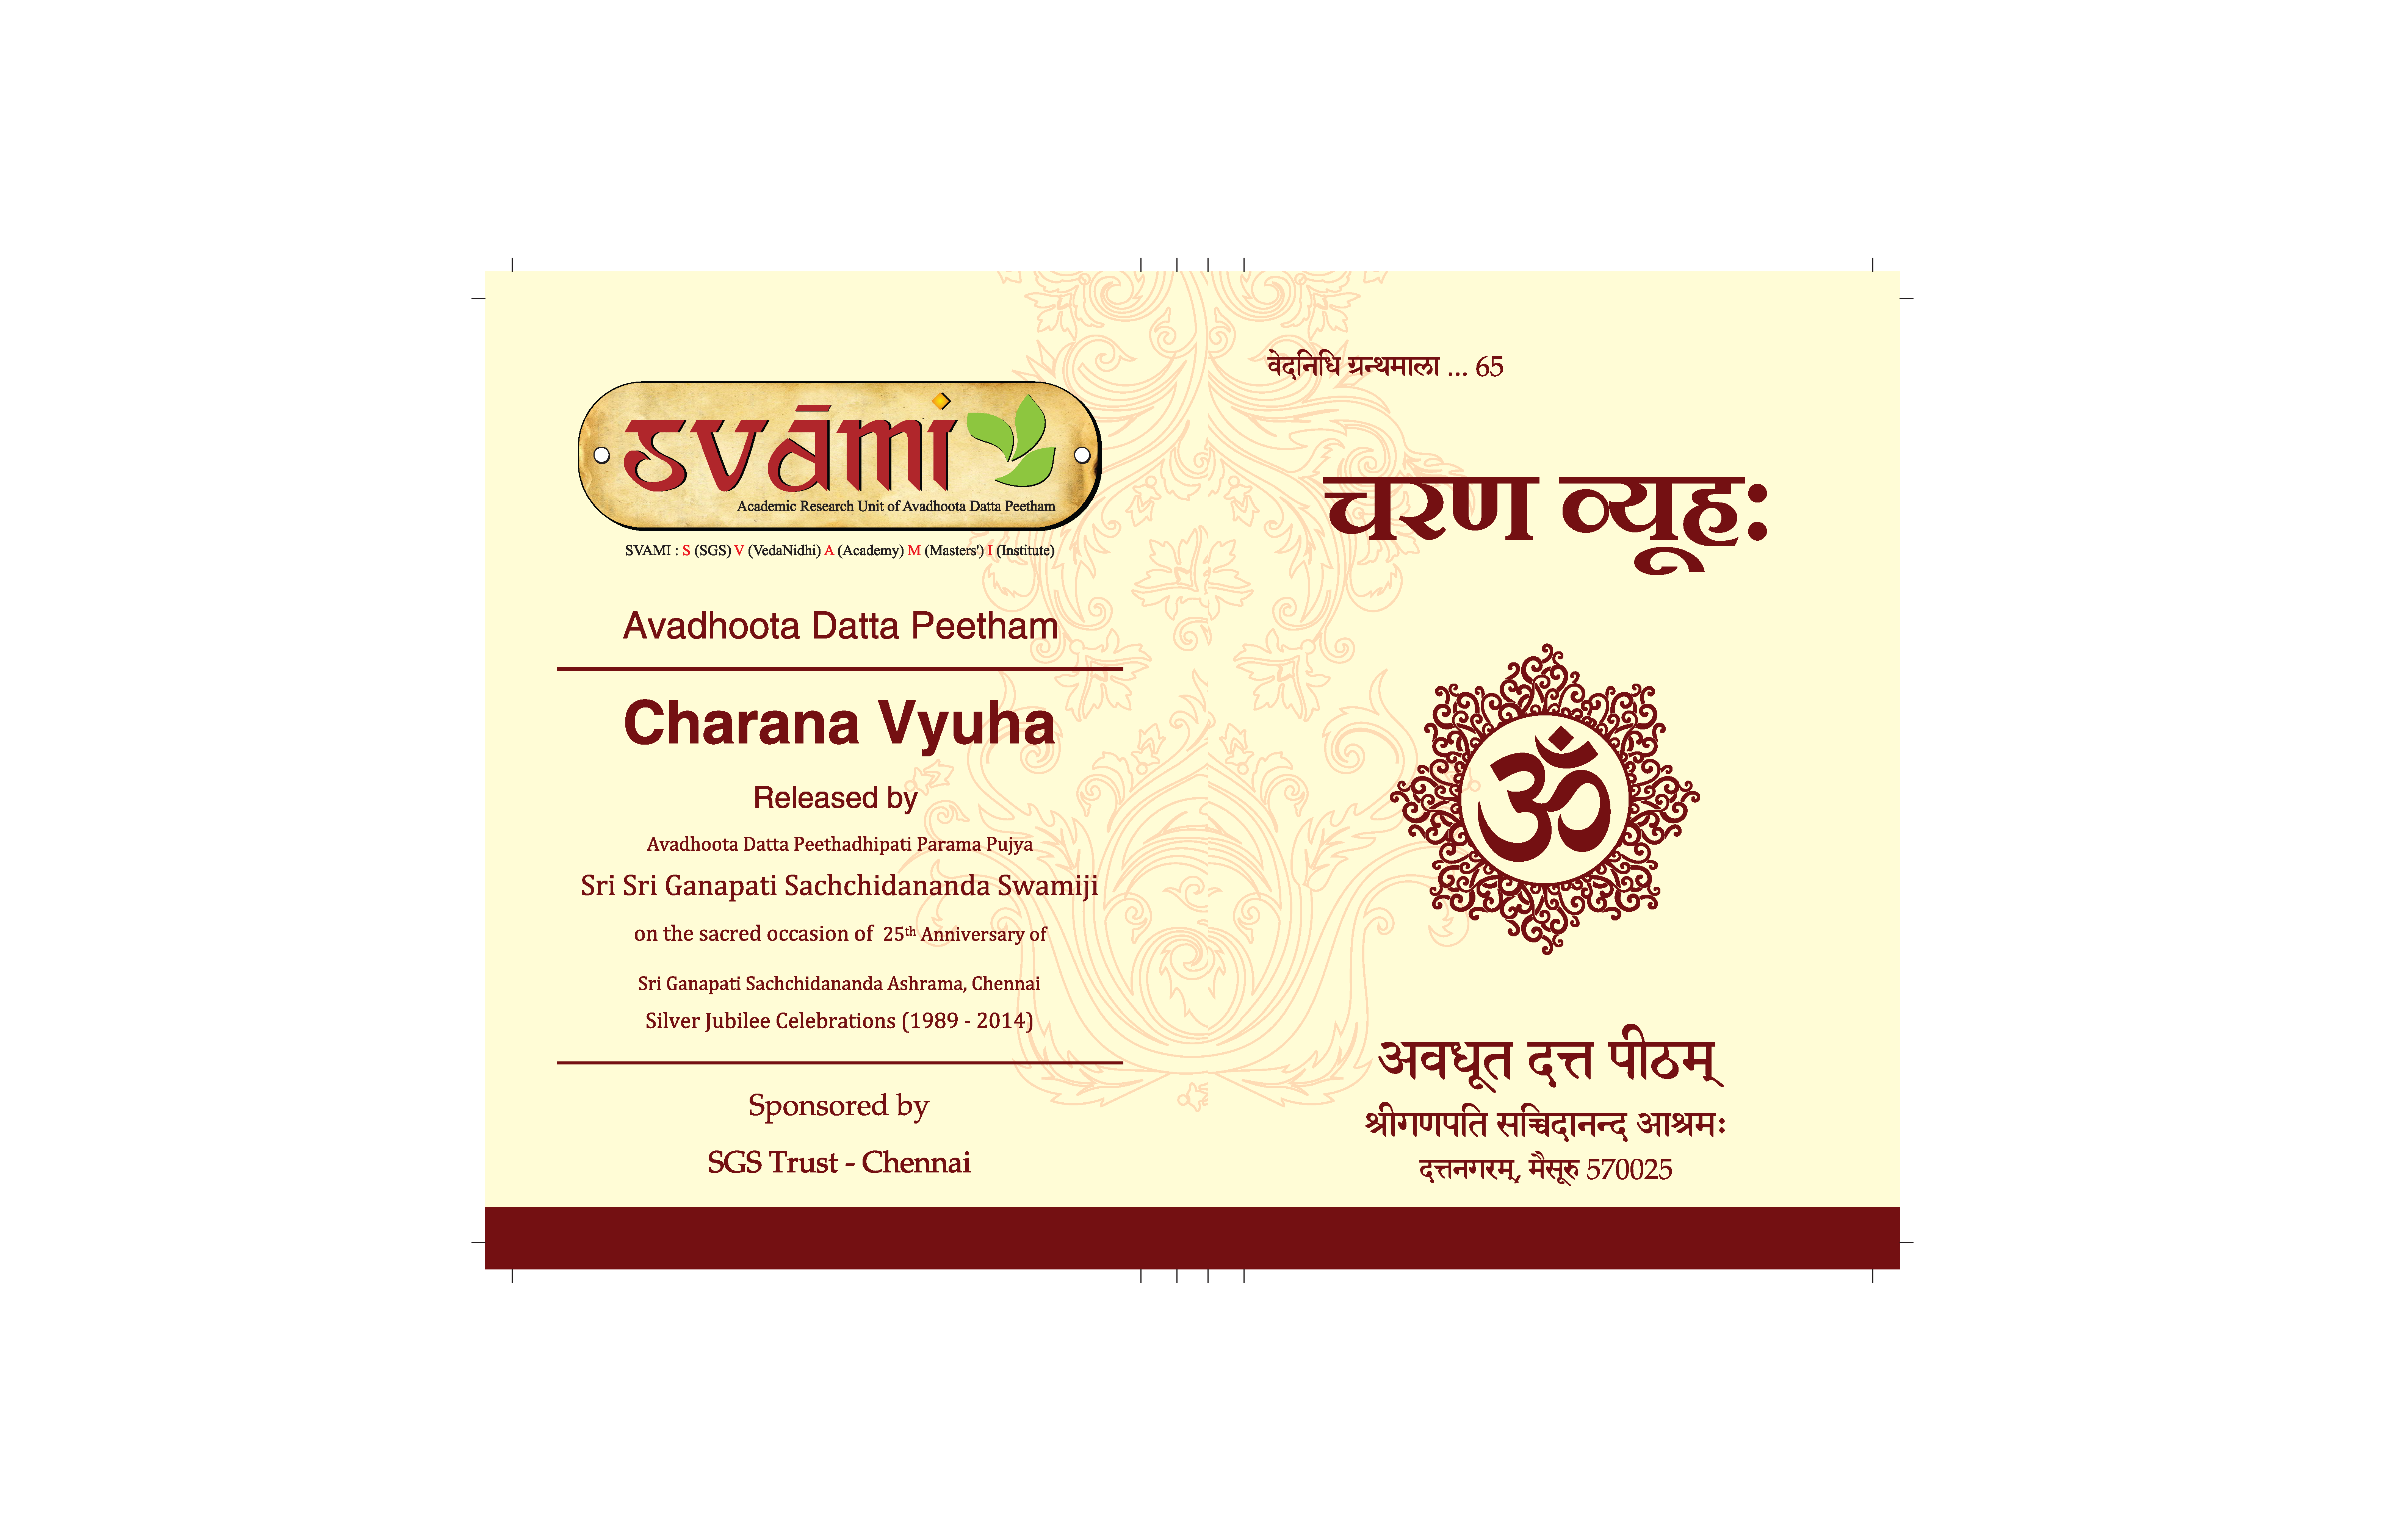 svāmi
Academic Research Unit of Avadhoota Datta Peetham
SVAMI : S (SGS) V (VedaNidhi) A (Academy) M (Masters') I (Institute)
Avadhoota Datta Peetham
Charana Vyuha
Released by
Avadhoota Datta Peethadhipati Parama Pujya
Sri Sri Ganapati Sachchidananda Swamiji
on the sacred occasion of 25th Anniversary of
Sri Ganapati Sachchidananda Ashrama, Chennai
Silver Jubilee Celebrations (1989 - 2014)
Sponsored by
SGS Trust - Chennai
वेदनिधि ग्रन्थमाला ... 65
चरण व्यूहः
ॐ
अवधूत दत्त पीठम्
श्रीगणपति सच्चिदानन्द आश्रमः
दत्तनगरम्, मैसूरु 570025